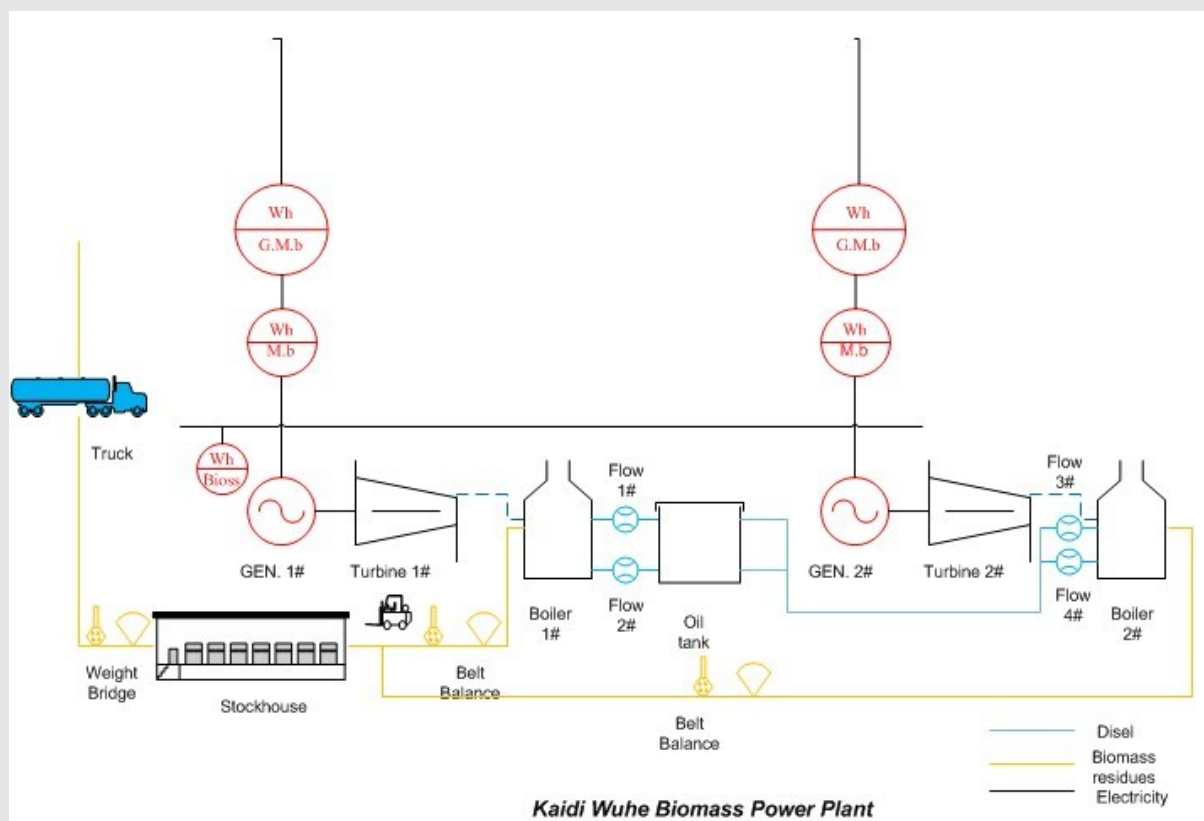 Wh
G.M.b
Wh
G.M.b
Wh
M.b
Wh
M.b
Truck
Wh
Bioss
Flow
1#
Flow
3#
GEN. 1#
Turbine 1#
GEN. 2#
Turbine 2#
Boiler
1#
Flow
2#
Oil
tank
Flow
4#
Boiler
2#
Weight
Bridge
Stockhouse
Belt
Balance
Belt
Balance
Disel
Biomass
residues
Electricity
Kaidi Wuhe Biomass Power Plant